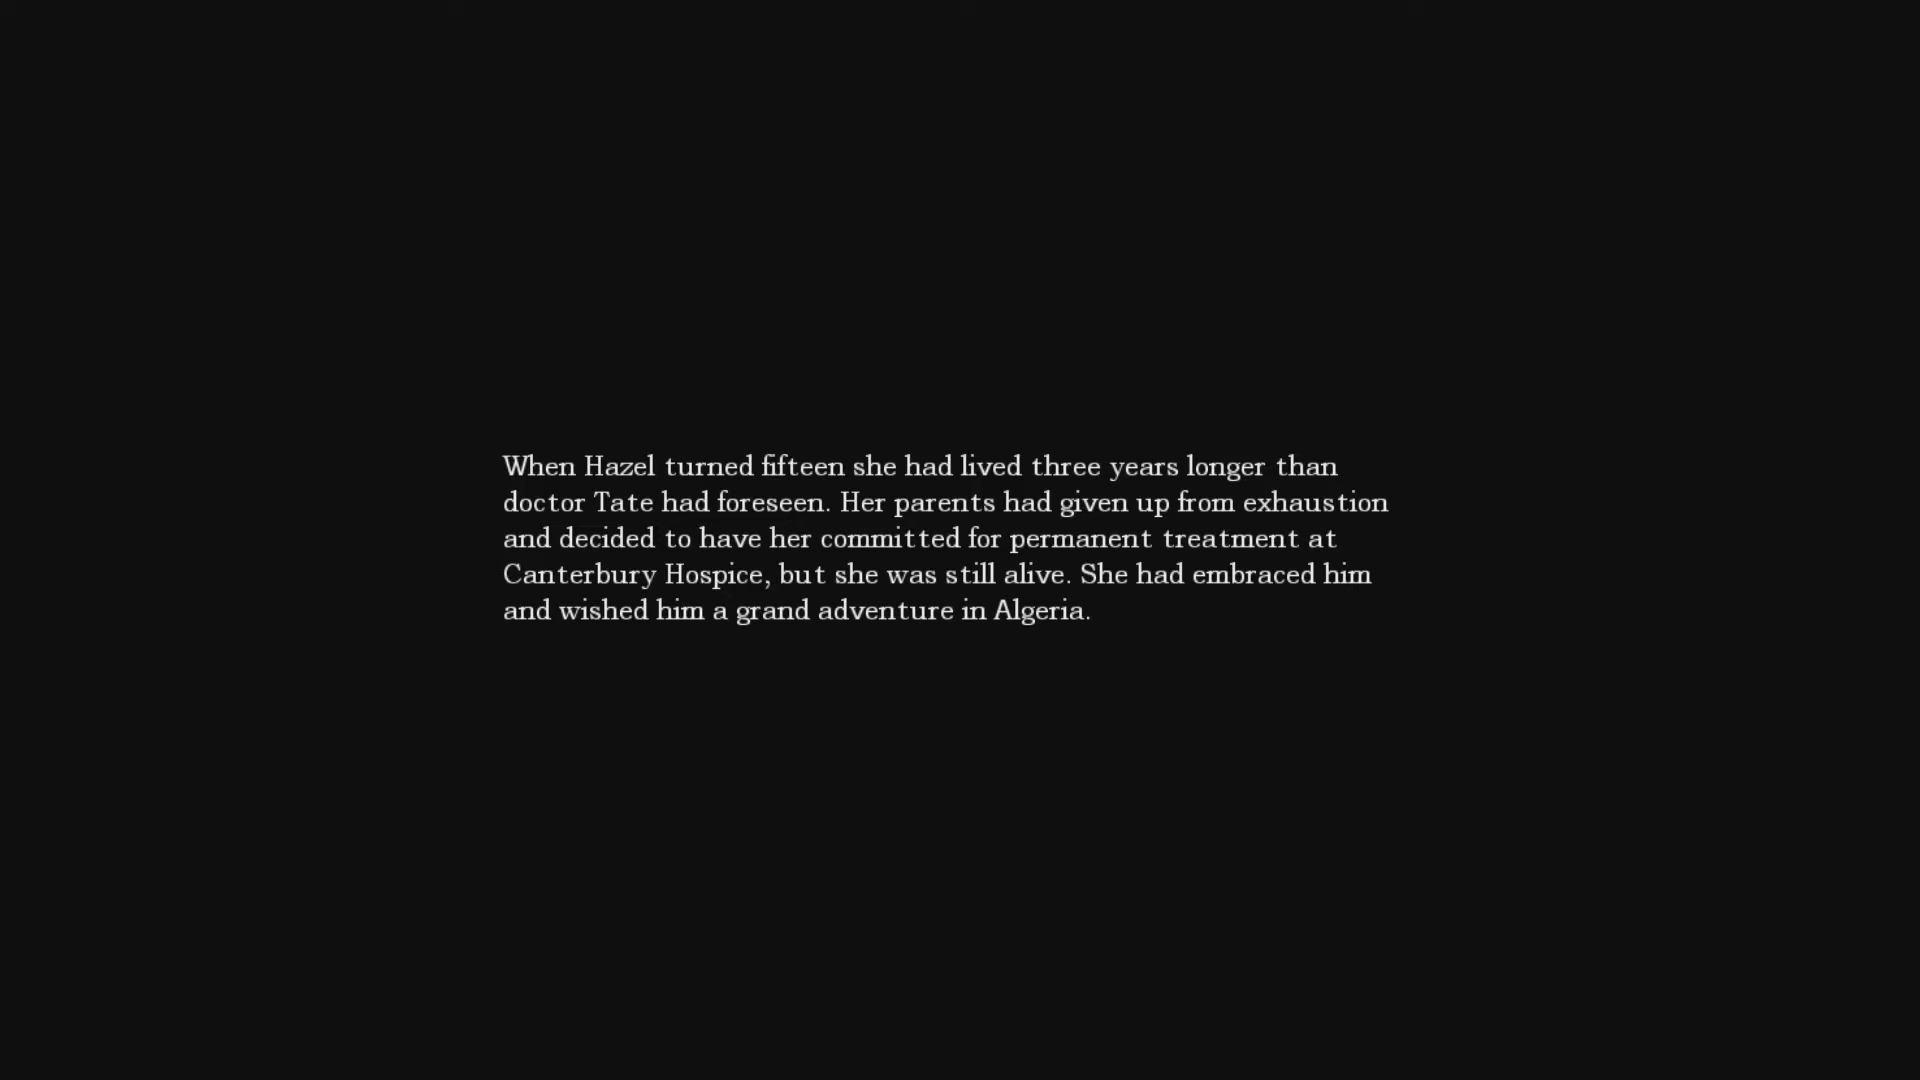 When Hazel turned fifteen she had lived three years longer than
doctor Tate had foreseen. Her parents had given up from exhaustion
and decided to have her committed for permanent treatment at
Canterbury Hospice, but she was still alive. She had embraced him
and wished him a grand adventure in Algeria.